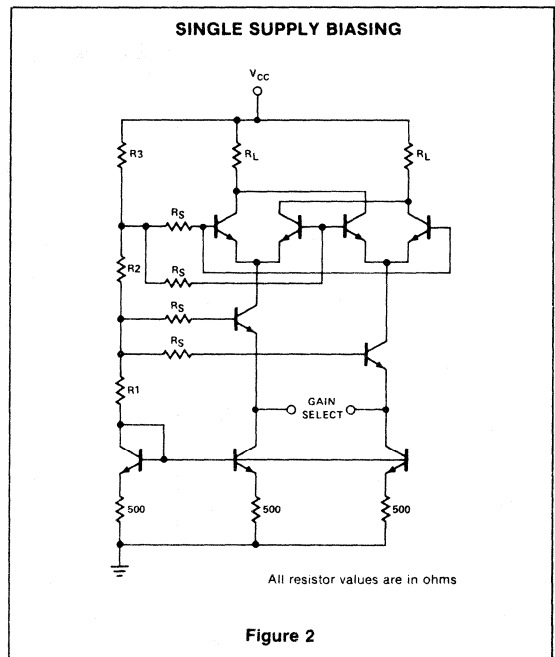 SINGLE SUPPLY BIASING
VCC
R3
RL
RL
RS
R2
RS
RS
RS
R1
GAIN
SELECT
500
500
500
All resistor values are in ohms
Figure 2